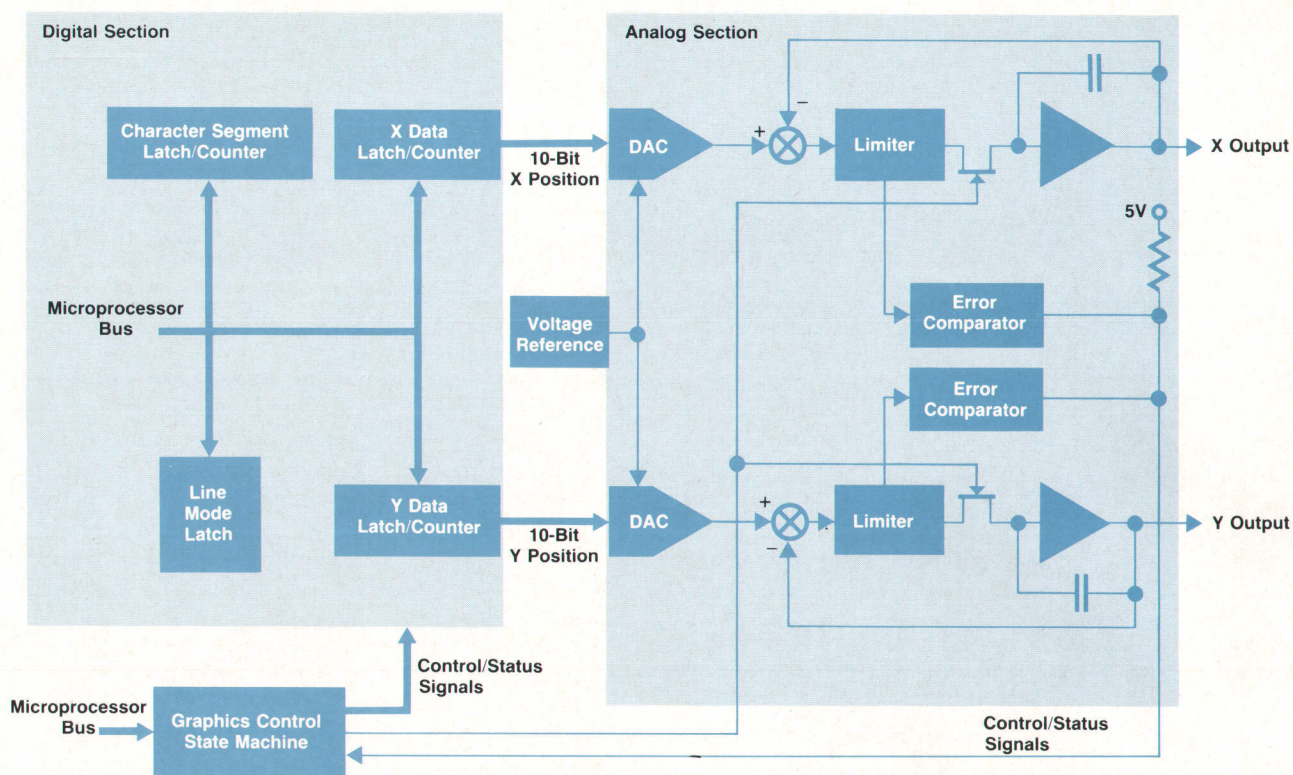 Digital Section
Analog Section
Character Segment
Latch/Counter
X Data
Latch/Counter
10-Bit
X Position
DAC
+
−
Limiter
X Output
5V
Microprocessor
Bus
Voltage
Reference
Error
Comparator
Error
Comparator
Line
Mode
Latch
Y Data
Latch/Counter
10-Bit
Y Position
DAC
+
−
Limiter
Y Output
Control/Status
Signals
Microprocessor
Bus
Graphics Control
State Machine
Control/Status
Signals